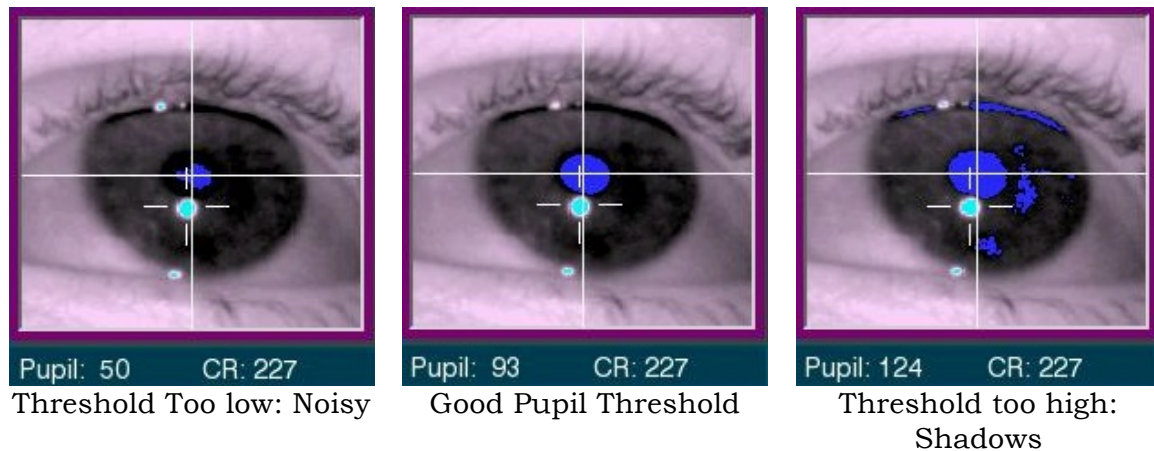 Pupil: 50 CR: 227
Pupil: 93 CR: 227
Pupil: 124 CR: 227
Threshold Too low: Noisy
Good Pupil Threshold
Threshold too high:
Shadows